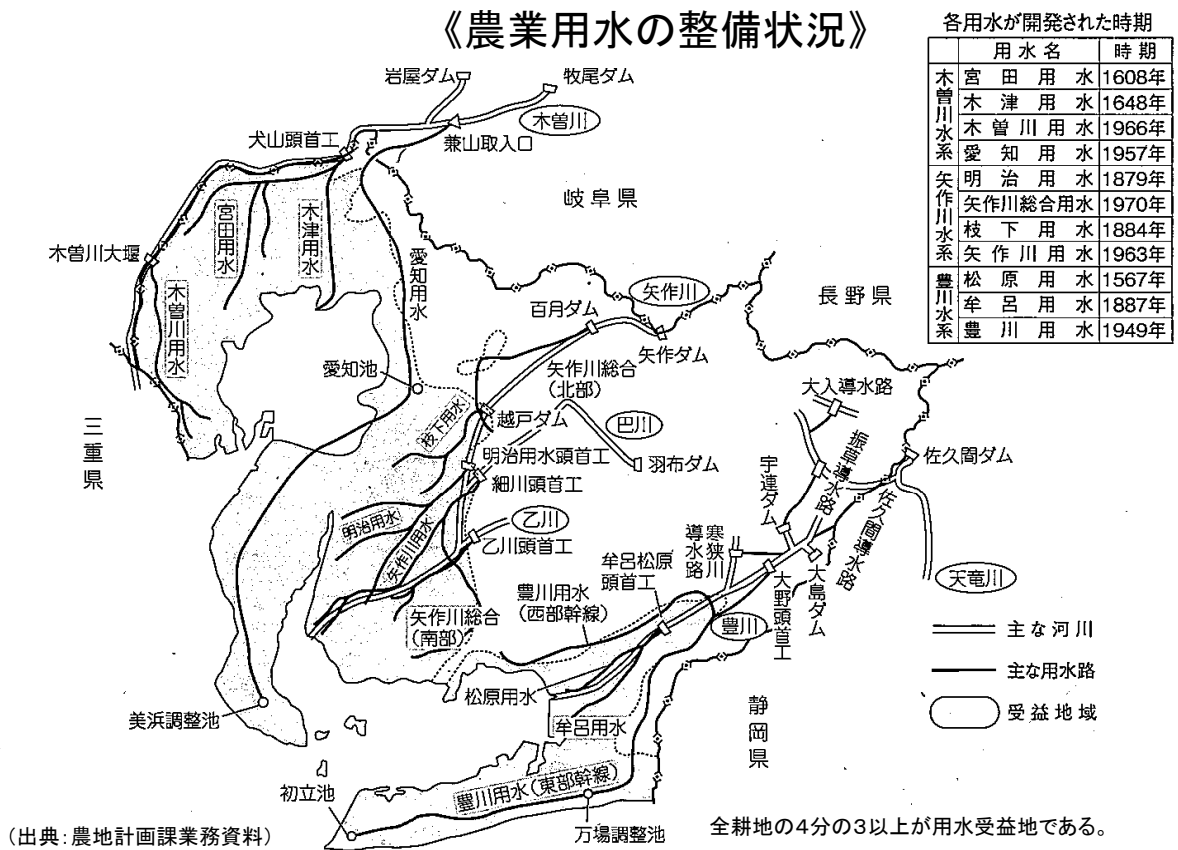 《農業用水の整備状況》
各用水が開発された時期
用水名 時期
木曽川水系
宮田用水 1608年
木津用水 1648年
木曽川用水 1966年
愛知用水 1957年
矢作川水系
明治用水 1879年
矢作川総合用水 1970年
枝下用水 1884年
矢作川用水 1963年
豊川水系
松原用水 1567年
牟呂用水 1887年
豊川用水 1949年
岩屋ダム
牧尾ダム
木曽川
犬山頭首工
兼山取入口
岐阜県
宮田用水
木津用水
木曽川大堰
愛知用水
木曽川用水
矢作川
長野県
百月ダム
矢作ダム
愛知池
矢作川総合
(北部)
大入導水路
三重県
枝下用水
越戸ダム
巴川
振草導水路
佐久間ダム
明治用水頭首工
羽布ダム
宇連ダム
細川頭首工
佐久間導水路
明治用水
矢作川用水
乙川
乙川頭首工
寒狭川
導水路
牟呂松原
頭首工
大島ダム
天竜川
大野頭首工
豊川用水
(西部幹線)
矢作川総合
(南部)
豊川
主な河川
主な用水路
受益地域
松原用水
美浜調整池
牟呂用水
静岡県
初立池
豊川用水(東部幹線)
万場調整池
(出典:農地計画課業務資料)
全耕地の4分の3以上が用水受益地である。